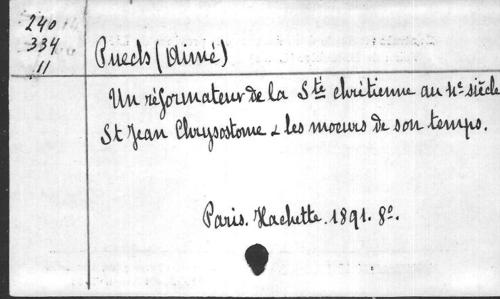 240
334
11
Puech (Aimé)
Un réformateur de la Sté chrétienne au 4e siècle
St Jean Chrysostome & les moeurs de son temps.
Paris. Hachette. 1891. 8o.